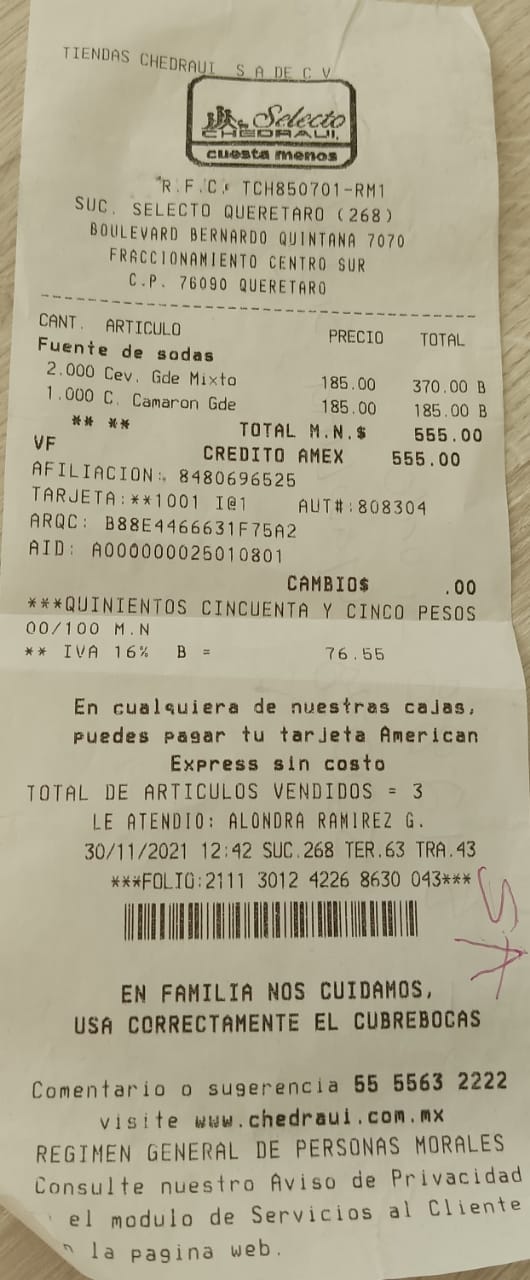 TIENDAS CHEDRAUI S A DE C V
Selecto
CHEDRAUI.
cuesta menos
R.F.C. TCH850701-RM1
SUC. SELECTO QUERETARO (268)
BOULEVARD BERNARDO QUINTANA 7070
FRACCIONAMIENTO CENTRO SUR
C.P. 76090 QUERETARO
CANT. ARTICULO PRECIO TOTAL
Fuente de sodas
2.000 Cev. Gde Mixto 185.00 370.00 B
1.000 C. Camaron Gde 185.00 185.00 B
** ** TOTAL M.N.$ 555.00
VF CREDITO AMEX 555.00
AFILIACION: 8480696525
TARJETA:**1001 I@1 AUT#:808304
ARQC: B88E4466631F75A2
AID: A000000025010801
CAMBIO$ .00
***QUINIENTOS CINCUENTA Y CINCO PESOS
00/100 M.N
** IVA 16% B = 76.55
En cualquiera de nuestras cajas,
puedes pagar tu tarjeta American
Express sin costo
TOTAL DE ARTICULOS VENDIDOS = 3
LE ATENDIO: ALONDRA RAMIREZ G.
30/11/2021 12:42 SUC.268 TER.63 TRA.43
***FOLIO:2111 3012 4226 8630 043***
EN FAMILIA NOS CUIDAMOS,
USA CORRECTAMENTE EL CUBREBOCAS
Comentario o sugerencia 55 5563 2222
visite www.chedraui.com.mx
REGIMEN GENERAL DE PERSONAS MORALES
Consulte nuestro Aviso de Privacidad
el modulo de Servicios al Cliente
la pagina web.